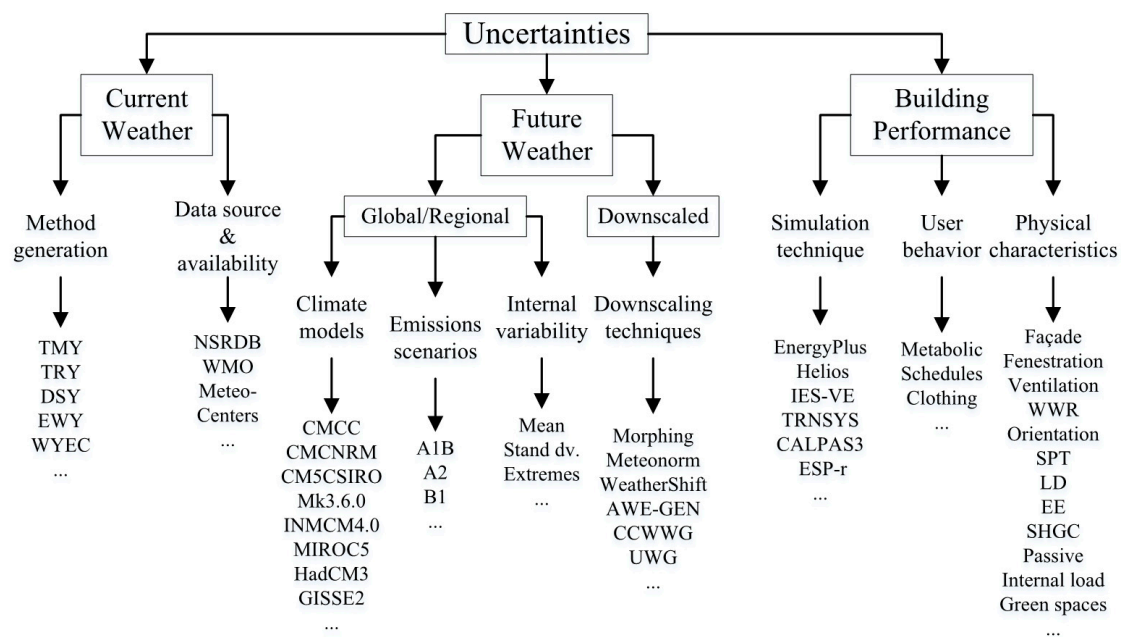 Uncertainties
Current
Weather
Future
Weather
Building
Performance
Method
generation
Data source
&
availability
Global/Regional
Downscaled
Simulation
technique
User
behavior
Physical
characteristics
Climate
models
Emissions
scenarios
Internal
variability
Downscaling
techniques
TMY
TRY
DSY
EWY
WYEC
...
NSRDB
WMO
Meteo-
Centers
...
CMCC
CMCNRM
CM5CSIRO
Mk3.6.0
INMCM4.0
MIROC5
HadCM3
GISSE2
...
A1B
A2
B1
...
Mean
Stand dv.
Extremes
...
Morphing
Meteonorm
WeatherShift
AWE-GEN
CCWWG
UWG
...
EnergyPlus
Helios
IES-VE
TRNSYS
CALPAS3
ESP-r
...
Metabolic
Schedules
Clothing
...
Façade
Fenestration
Ventilation
WWR
Orientation
SPT
LD
EE
SHGC
Passive
Internal load
Green spaces
...